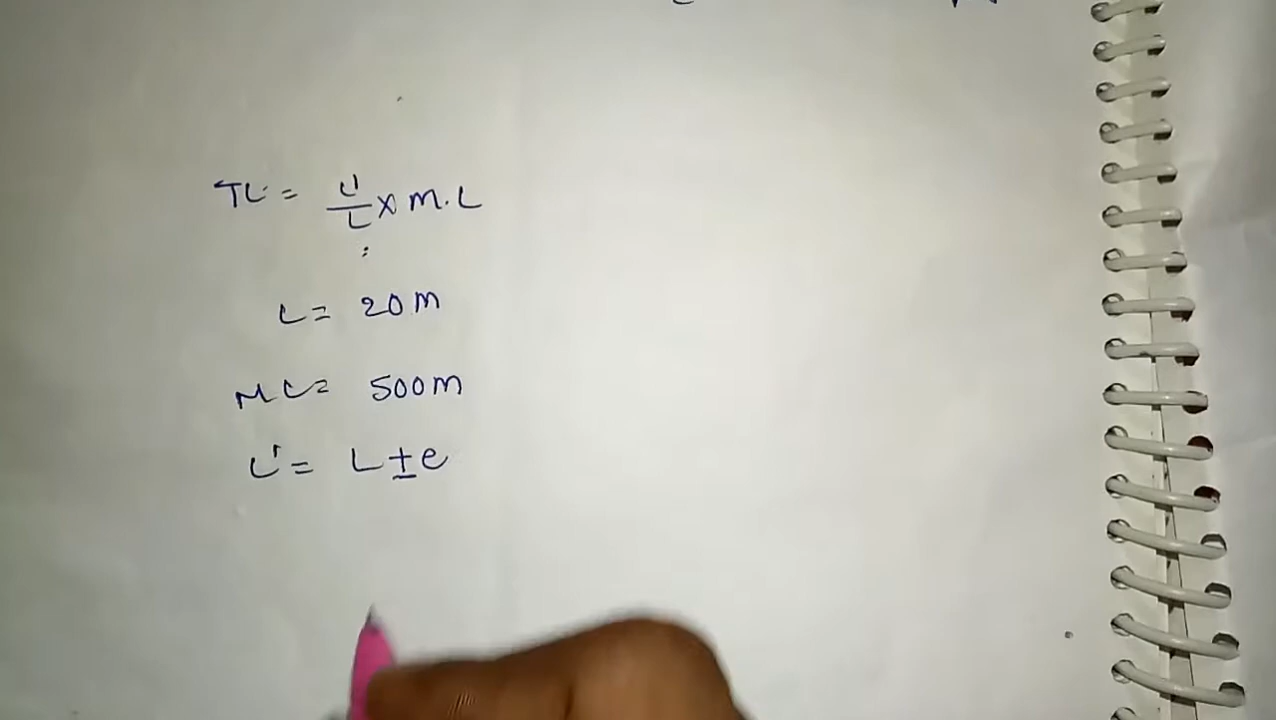 TL = L'/L × M.L
L = 20m
ML = 500m
L' = L ± e